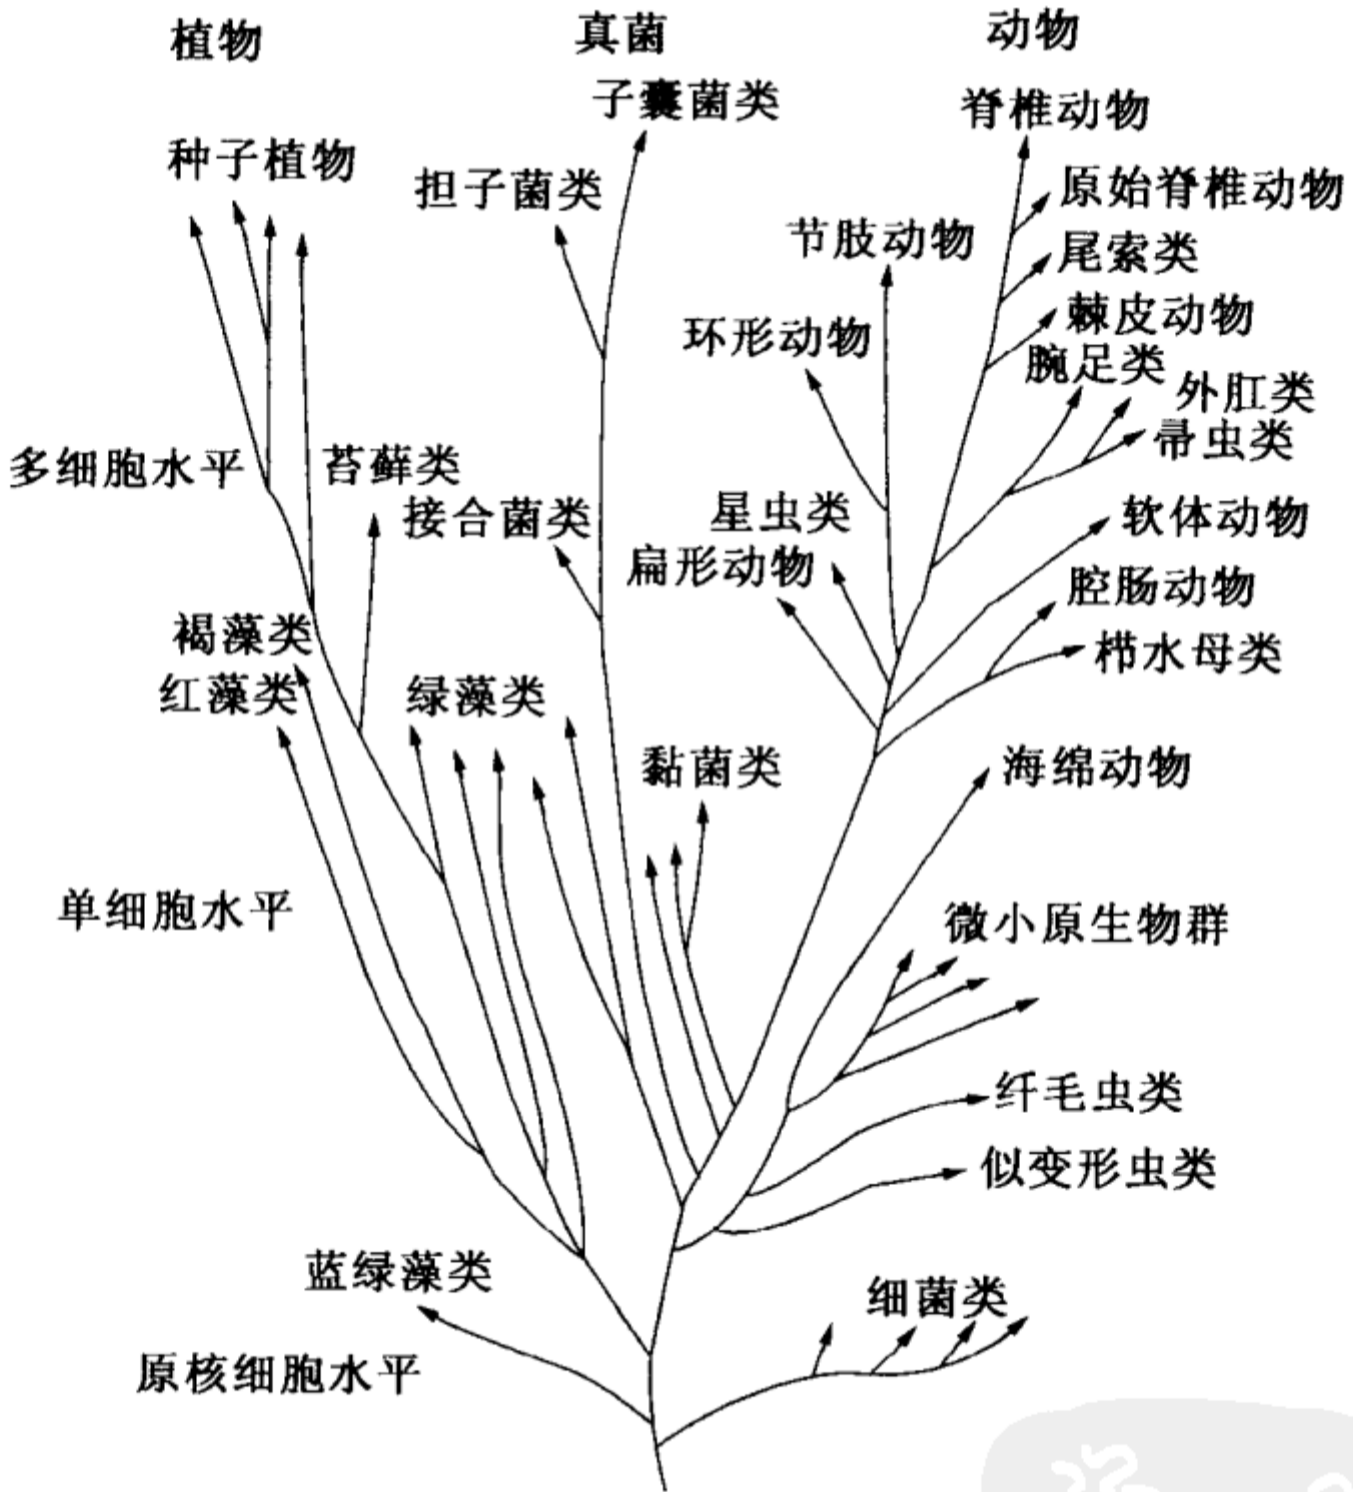 植物
真菌
动物
子囊菌类
脊椎动物
种子植物
担子菌类
原始脊椎动物
节肢动物
尾索类
环形动物
棘皮动物
腕足类
外肛类
多细胞水平
苔藓类
帚虫类
接合菌类
星虫类
软体动物
扁形动物
腔肠动物
褐藻类
栉水母类
红藻类
绿藻类
黏菌类
海绵动物
单细胞水平
微小原生物群
纤毛虫类
似变形虫类
蓝绿藻类
细菌类
原核细胞水平